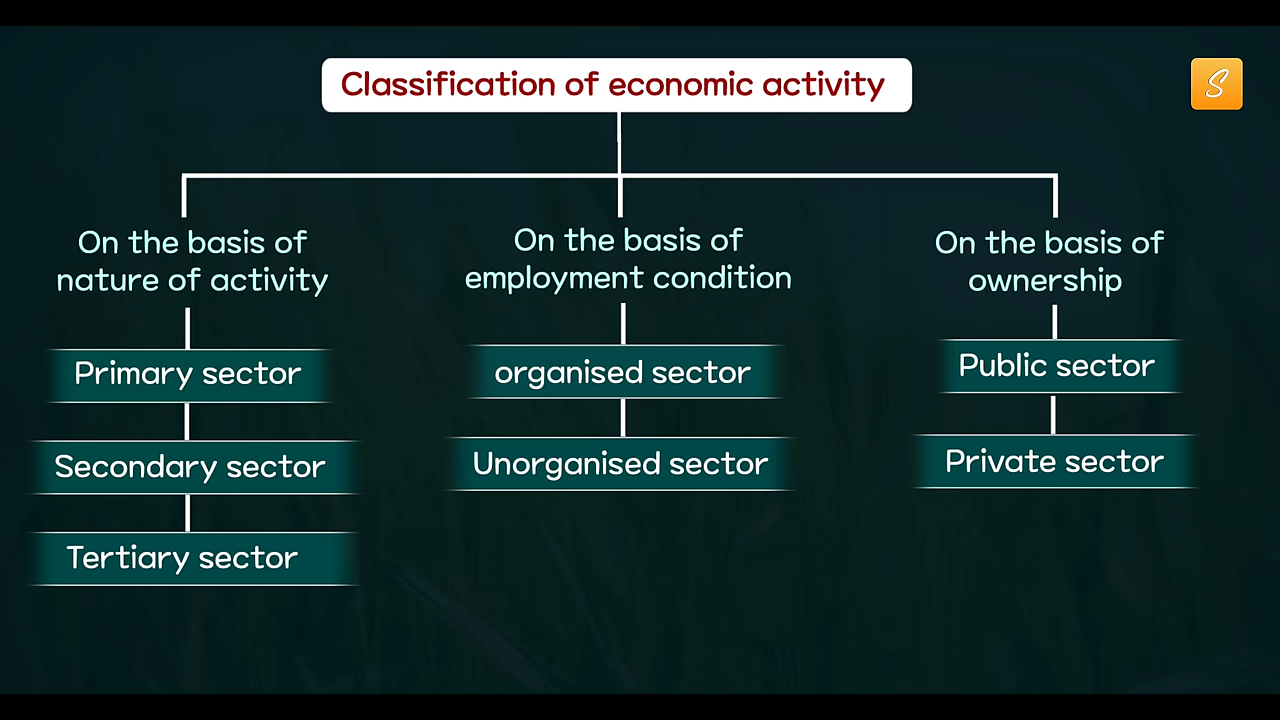 Classification of economic activity
S
On the basis of
nature of activity
Primary sector
Secondary sector
Tertiary sector
On the basis of
employment condition
organised sector
Unorganised sector
On the basis of
ownership
Public sector
Private sector